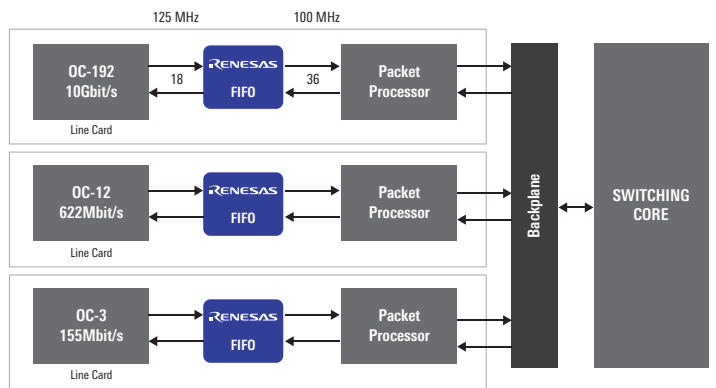 125 MHz
100 MHz
OC-192
10Gbit/s
18
RENESAS
FIFO
36
Packet
Processor
Line Card
OC-12
622Mbit/s
RENESAS
FIFO
Packet
Processor
Line Card
OC-3
155Mbit/s
RENESAS
FIFO
Packet
Processor
Line Card
Backplane
SWITCHING
CORE